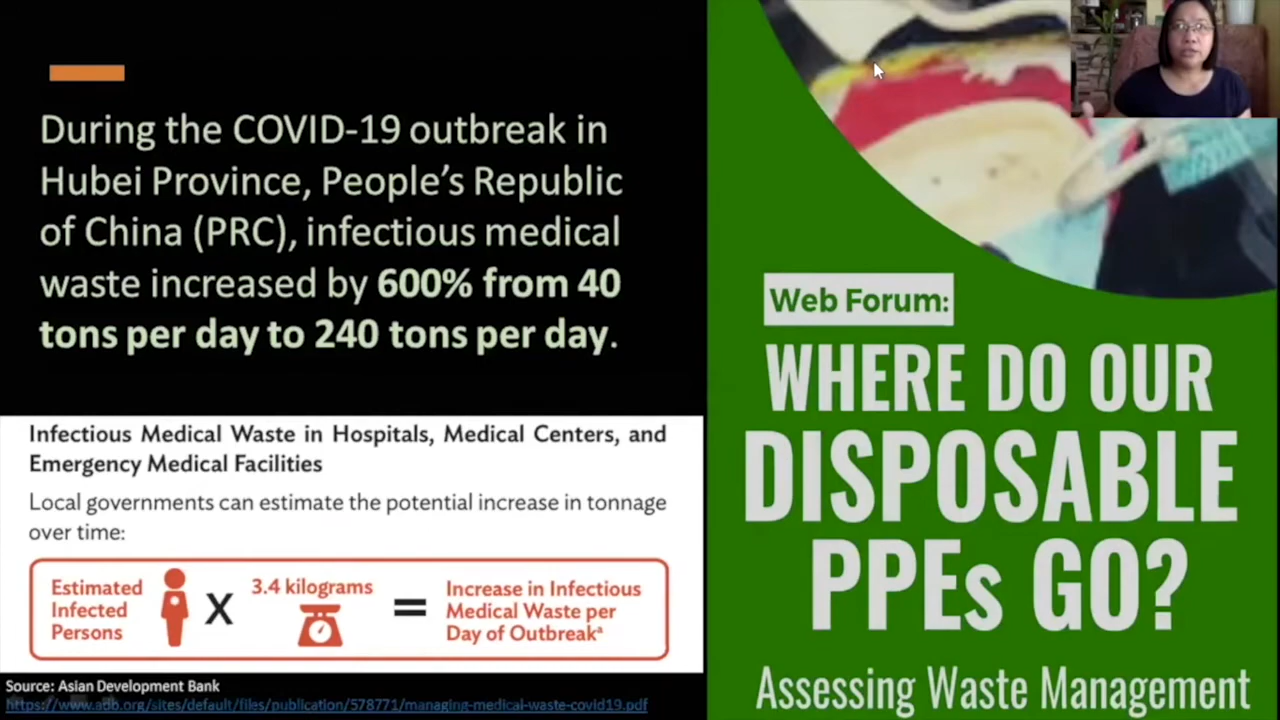 During the COVID-19 outbreak in
Hubei Province, People's Republic
of China (PRC), infectious medical
waste increased by 600% from 40
tons per day to 240 tons per day.
Infectious Medical Waste in Hospitals, Medical Centers, and
Emergency Medical Facilities
Local governments can estimate the potential increase in tonnage
over time:
Estimated
Infected
Persons
X
3.4 kilograms
=
Increase in Infectious
Medical Waste per
Day of Outbreakª
Source: Asian Development Bank
https://www.adb.org/sites/default/files/publication/578771/managing-medical-waste-covid19.pdf
Web Forum:
WHERE DO OUR
DISPOSABLE
PPEs GO?
Assessing Waste Management